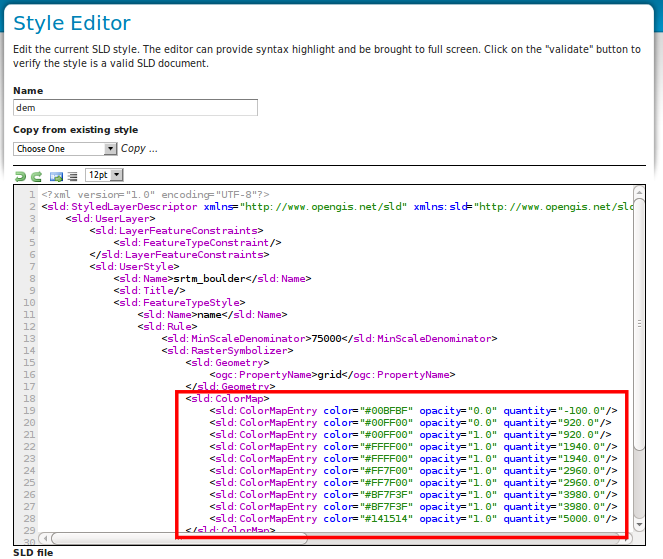 Style Editor
Edit the current SLD style. The editor can provide syntax highlight and be brought to full screen. Click on the "validate" button to
verify the style is a valid SLD document.
Name
dem
Copy from existing style
Choose One Copy ...
12pt
1 <?xml version="1.0" encoding="UTF-8"?>
2 <sld:StyledLayerDescriptor xmlns="http://www.opengis.net/sld" xmlns:sld="http://www.opengis.net/sld
3 <sld:UserLayer>
4 <sld:LayerFeatureConstraints>
5 <sld:FeatureTypeConstraint/>
6 </sld:LayerFeatureConstraints>
7 <sld:UserStyle>
8 <sld:Name>srtm_boulder</sld:Name>
9 <sld:Title/>
10 <sld:FeatureTypeStyle>
11 <sld:Name>name</sld:Name>
12 <sld:Rule>
13 <sld:MinScaleDenominator>75000</sld:MinScaleDenominator>
14 <sld:RasterSymbolizer>
15 <sld:Geometry>
16 <ogc:PropertyName>grid</ogc:PropertyName>
17 </sld:Geometry>
18 <sld:ColorMap>
19 <sld:ColorMapEntry color="#00BFBF" opacity="0.0" quantity="-100.0"/>
20 <sld:ColorMapEntry color="#00FF00" opacity="0.0" quantity="920.0"/>
21 <sld:ColorMapEntry color="#00FF00" opacity="1.0" quantity="920.0"/>
22 <sld:ColorMapEntry color="#FFFF00" opacity="1.0" quantity="1940.0"/>
23 <sld:ColorMapEntry color="#FFFF00" opacity="1.0" quantity="1940.0"/>
24 <sld:ColorMapEntry color="#FF7F00" opacity="1.0" quantity="2960.0"/>
25 <sld:ColorMapEntry color="#FF7F00" opacity="1.0" quantity="2960.0"/>
26 <sld:ColorMapEntry color="#BF7F3F" opacity="1.0" quantity="3980.0"/>
27 <sld:ColorMapEntry color="#BF7F3F" opacity="1.0" quantity="3980.0"/>
28 <sld:ColorMapEntry color="#141514" opacity="1.0" quantity="5000.0"/>
29 </sld:ColorMap>
30
SLD file